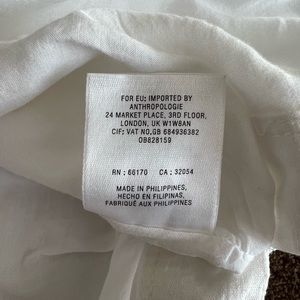 FOR EU: IMPORTED BY
ANTHROPOLOGIE
24 MARKET PLACE, 3RD FLOOR,
LONDON, UK W1W8AN
CIF: VAT NO.GB 684936382
OB828159
RN : 66170 CA : 32054
MADE IN PHILIPPINES,
HECHO EN FILIPINAS,
FABRIQUÉ AUX PHILIPPINES